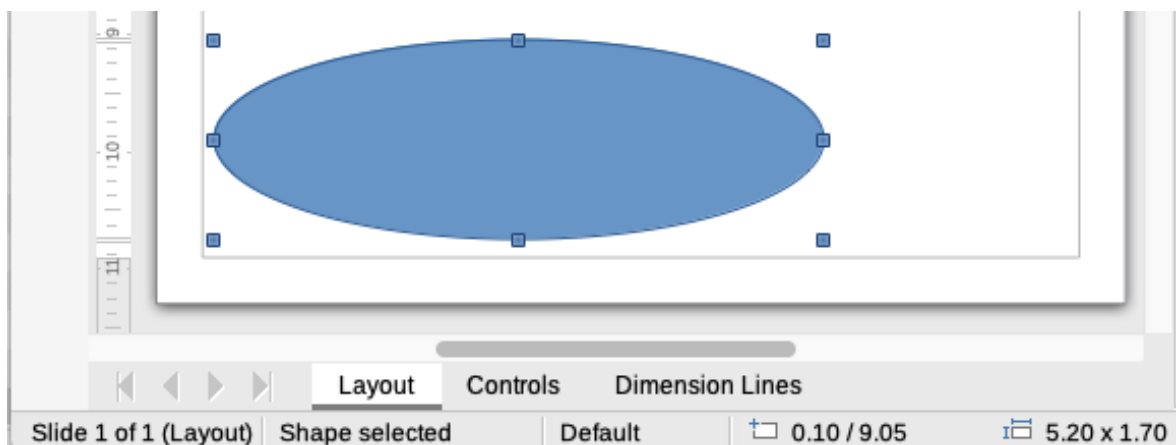 9
10
11
Layout Controls Dimension Lines
Slide 1 of 1 (Layout) Shape selected Default 0.10 / 9.05 5.20 x 1.70